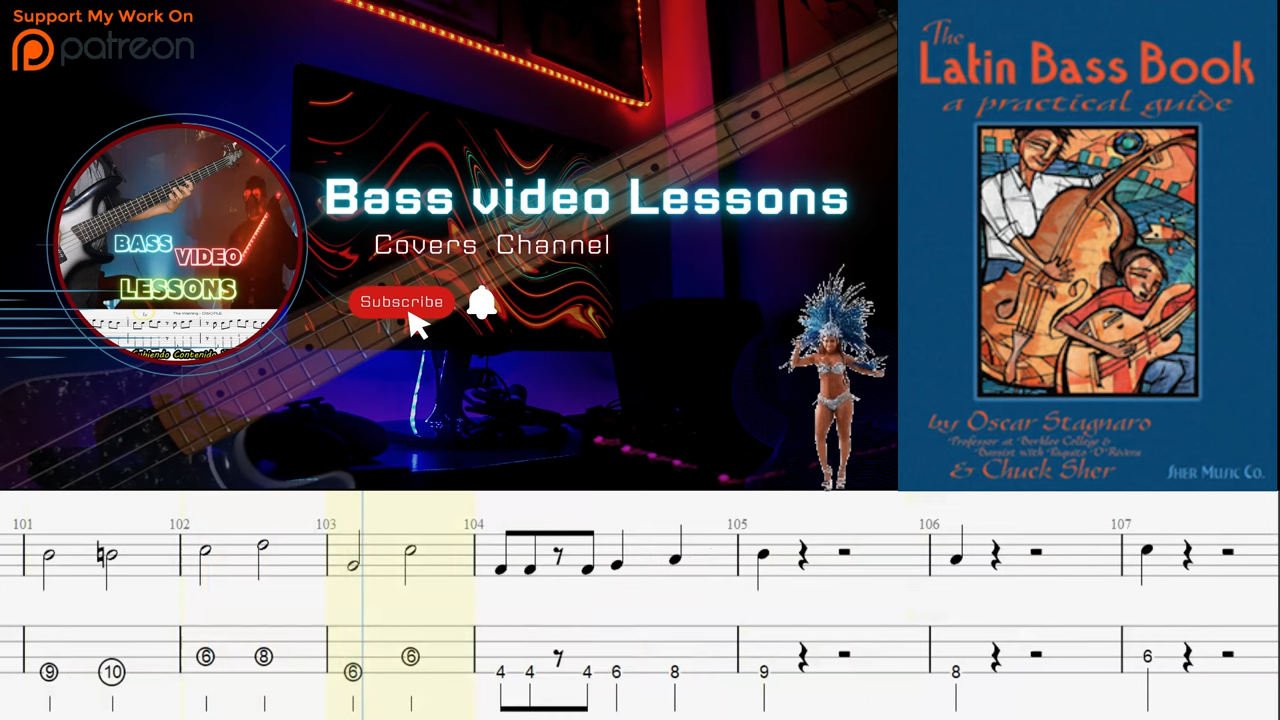 Support My Work On
patreon
BASS
VIDEO
LESSONS
Bass video Lessons
Covers Channel
Subscribe
The
Latin Bass Book
a practical guide
by Oscar Stagnaro
Professor at Berklee College &
Bassist with Paquito D'Rivera
& Chuck Sher
Sher Music Co.
101 102 103 104 105 106 107
9 10 6 8 6 6 4 4 4 6 8 9 8 6